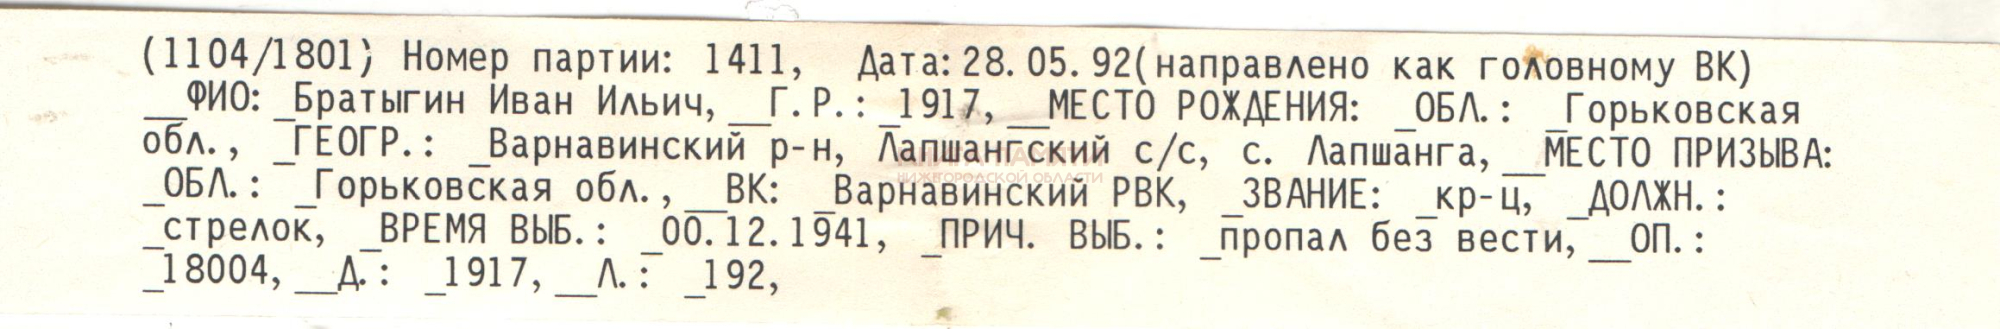 (1104/1801) Номер партии: 1411, Дата:28.05.92(направлено как головному ВК)
__ФИО: _Братыгин Иван Ильич, __Г.Р.: _1917, __МЕСТО РОЖДЕНИЯ: _ОБЛ.: _Горьковская
обл., _ГЕОГР.: _Варнавинский р-н, Лапшангский с/с, с. Лапшанга, __МЕСТО ПРИЗЫВА:
_ОБЛ.: _Горьковская обл., __ВК: _Варнавинский РВК, _ЗВАНИЕ: _кр-ц, _ДОЛЖН.:
_стрелок, _ВРЕМЯ ВЫБ.: _00.12.1941, _ПРИЧ. ВЫБ.: _пропал без вести, __ОП.:
_18004, __Д.: _1917, __Л.: _192,
НИЖЕГОРОДСКОЙ ОБЛАСТИ